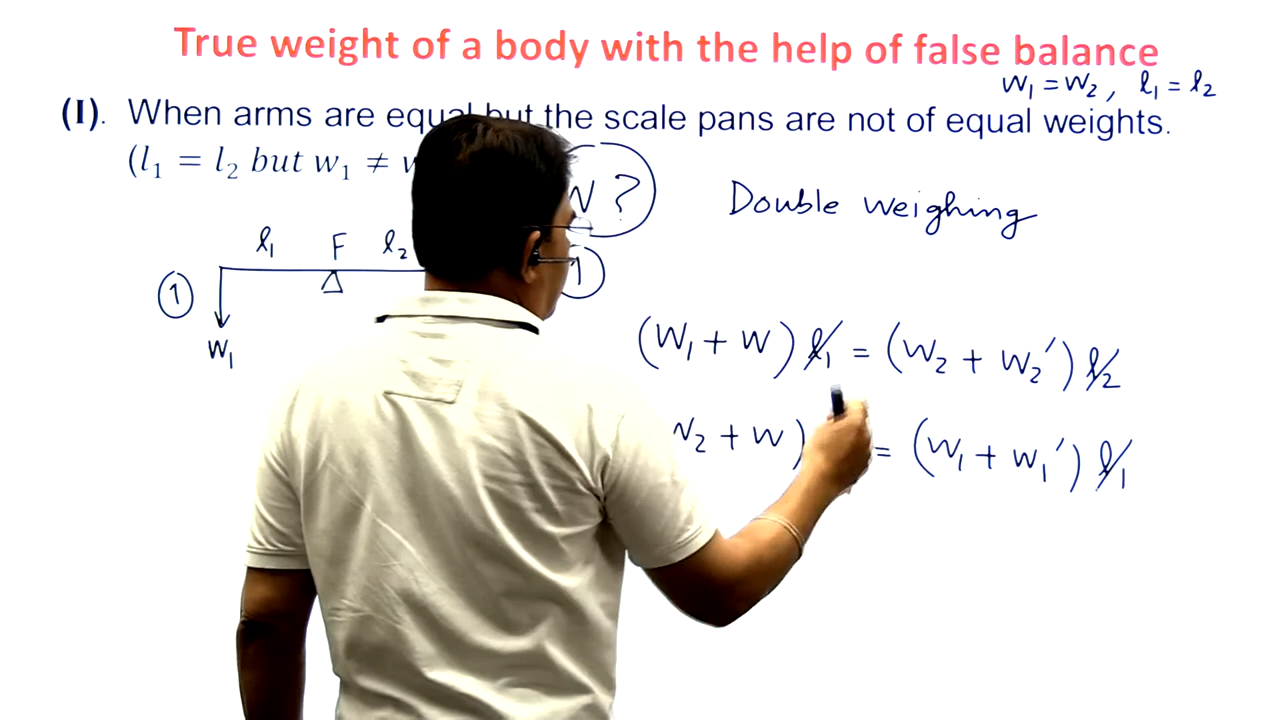 True weight of a body with the help of false balance
W₁ = W₂, l₁ = l₂
(I). When arms are equal but the scale pans are not of equal weights.
(l₁ = l₂ but w₁ ≠
W ?
Double weighing
l₁ F l₂
① ①
W₁
(W₁ + W) l₁ = (W₂ + W₂′) l₂
W₂ + W) = (W₁ + W₁′) l₁